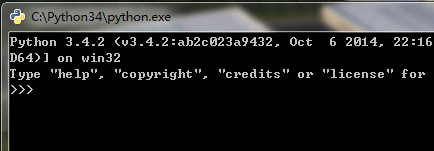 C:\Python34\python.exe
Python 3.4.2 (v3.4.2:ab2c023a9432, Oct  6 2014, 22:16
D64)] on win32
Type "help", "copyright", "credits" or "license" for
>>>